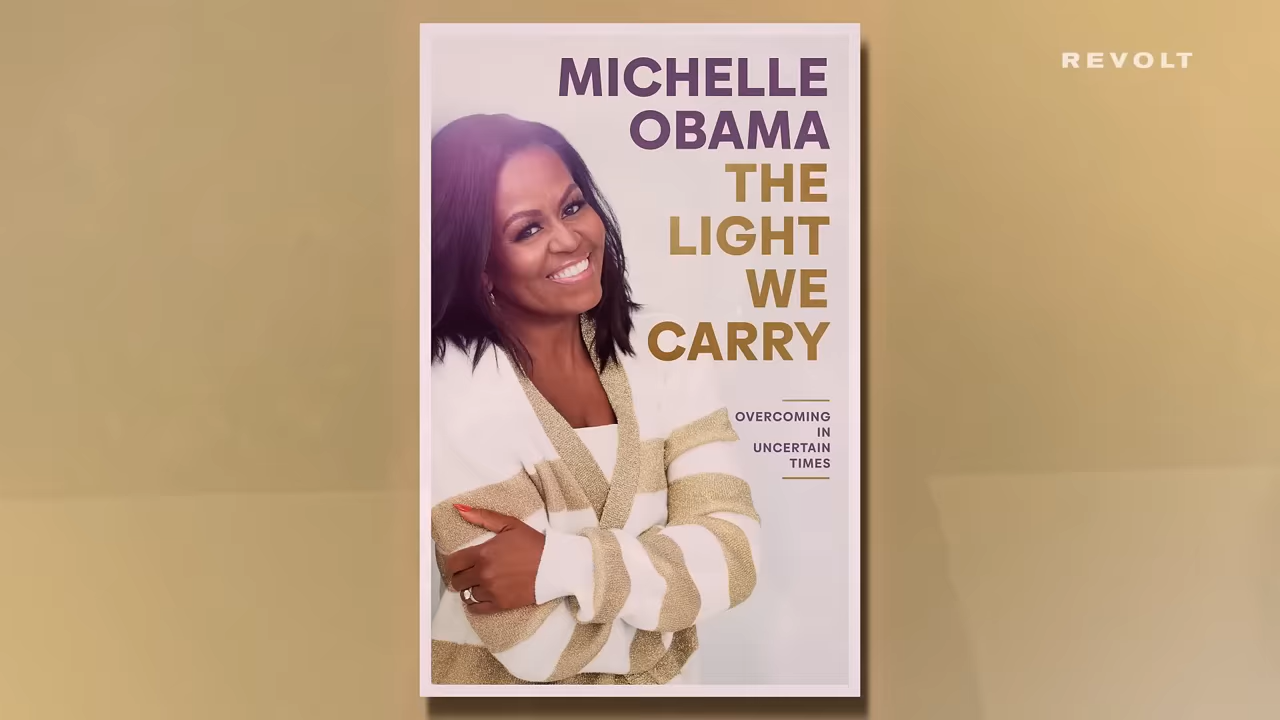 REVOLT
MICHELLE
OBAMA
THE
LIGHT
WE
CARRY
OVERCOMING
IN
UNCERTAIN
TIMES